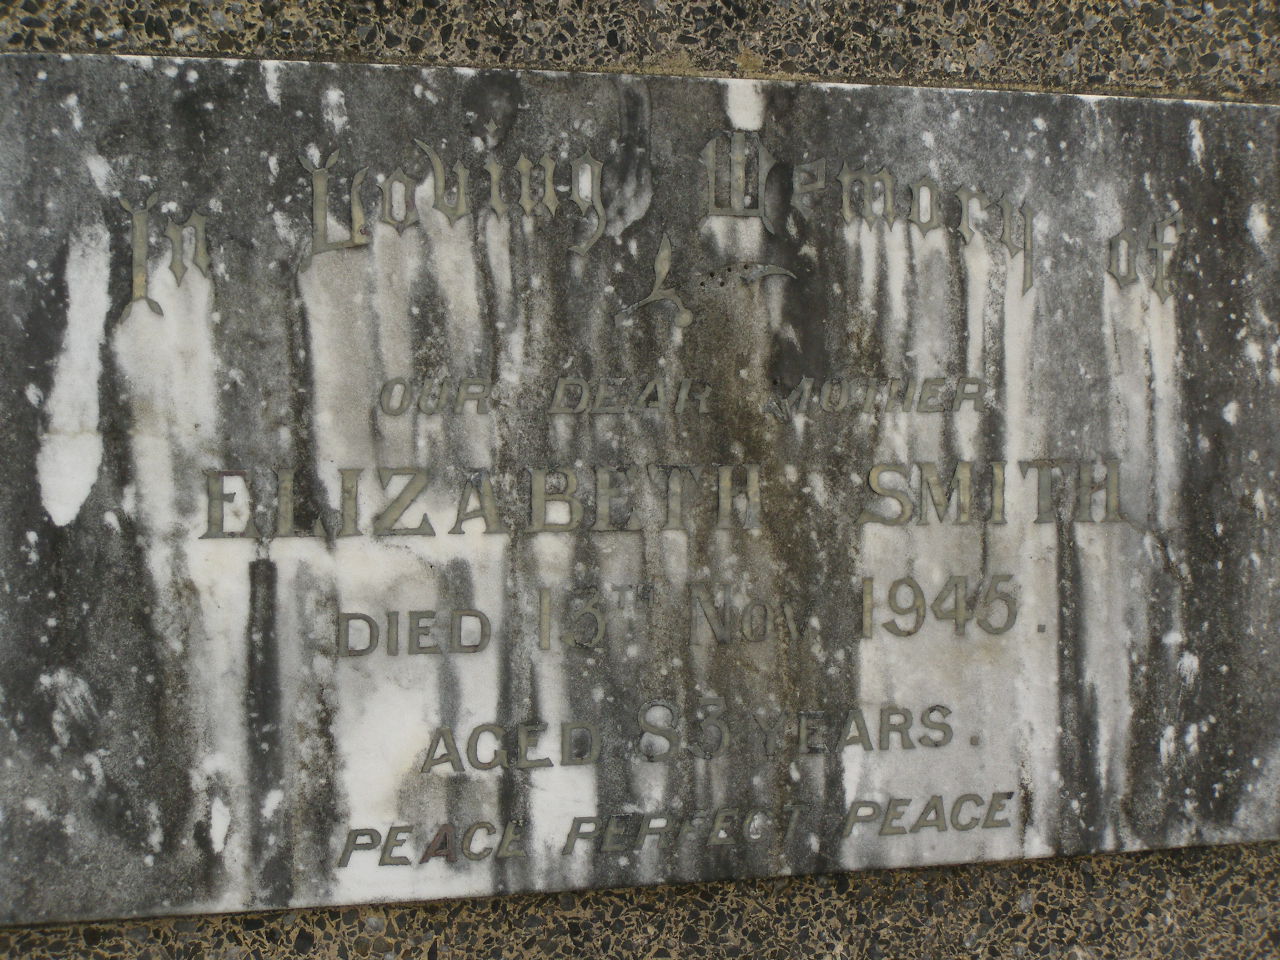 In Loving Memory of
OUR DEAR MOTHER
ELIZABETH SMITH
DIED 13TH NOV 1945.
AGED 83 YEARS.
PEACE PERFECT PEACE